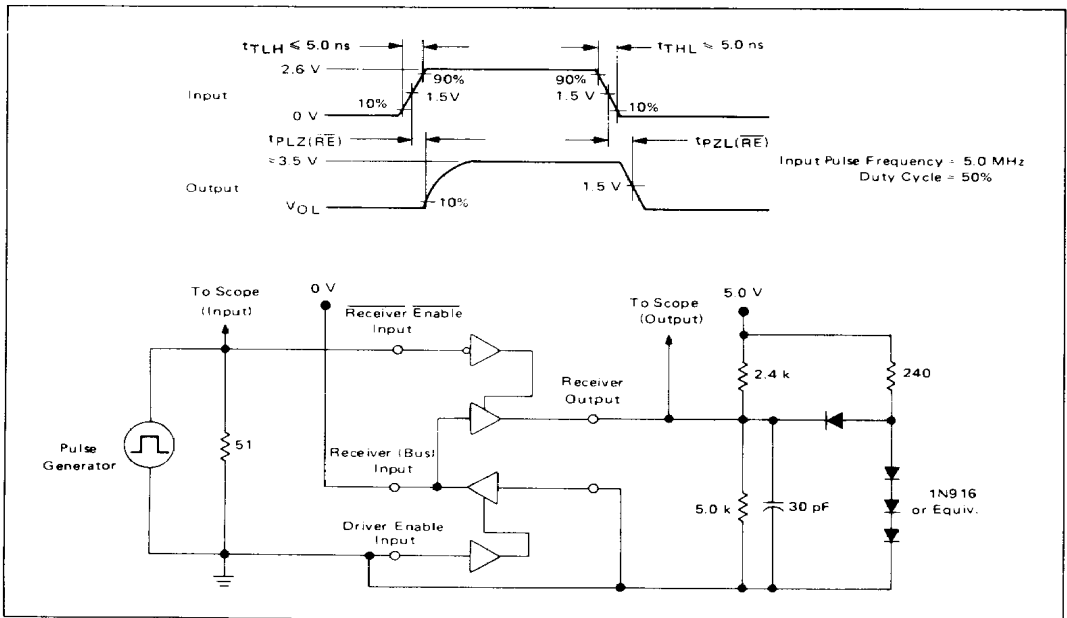 tTLH ≤ 5.0 ns
tTHL ≤ 5.0 ns
2.6 V
90%
90%
Input
1.5V
1.5 V
10%
10%
0 V
tPLZ(RE)
tPZL(RE)
≈3.5 V
Input Pulse Frequency = 5.0 MHz
Duty Cycle = 50%
Output
1.5 V
VOL
10%
To Scope
(Input)
0 V
Receiver Enable
Input
To Scope
(Output)
5.0 V
2.4 k
240
Receiver
Output
Pulse
Generator
51
Receiver (Bus)
Input
5.0 k
30 pF
1N916
or Equiv.
Driver Enable
Input